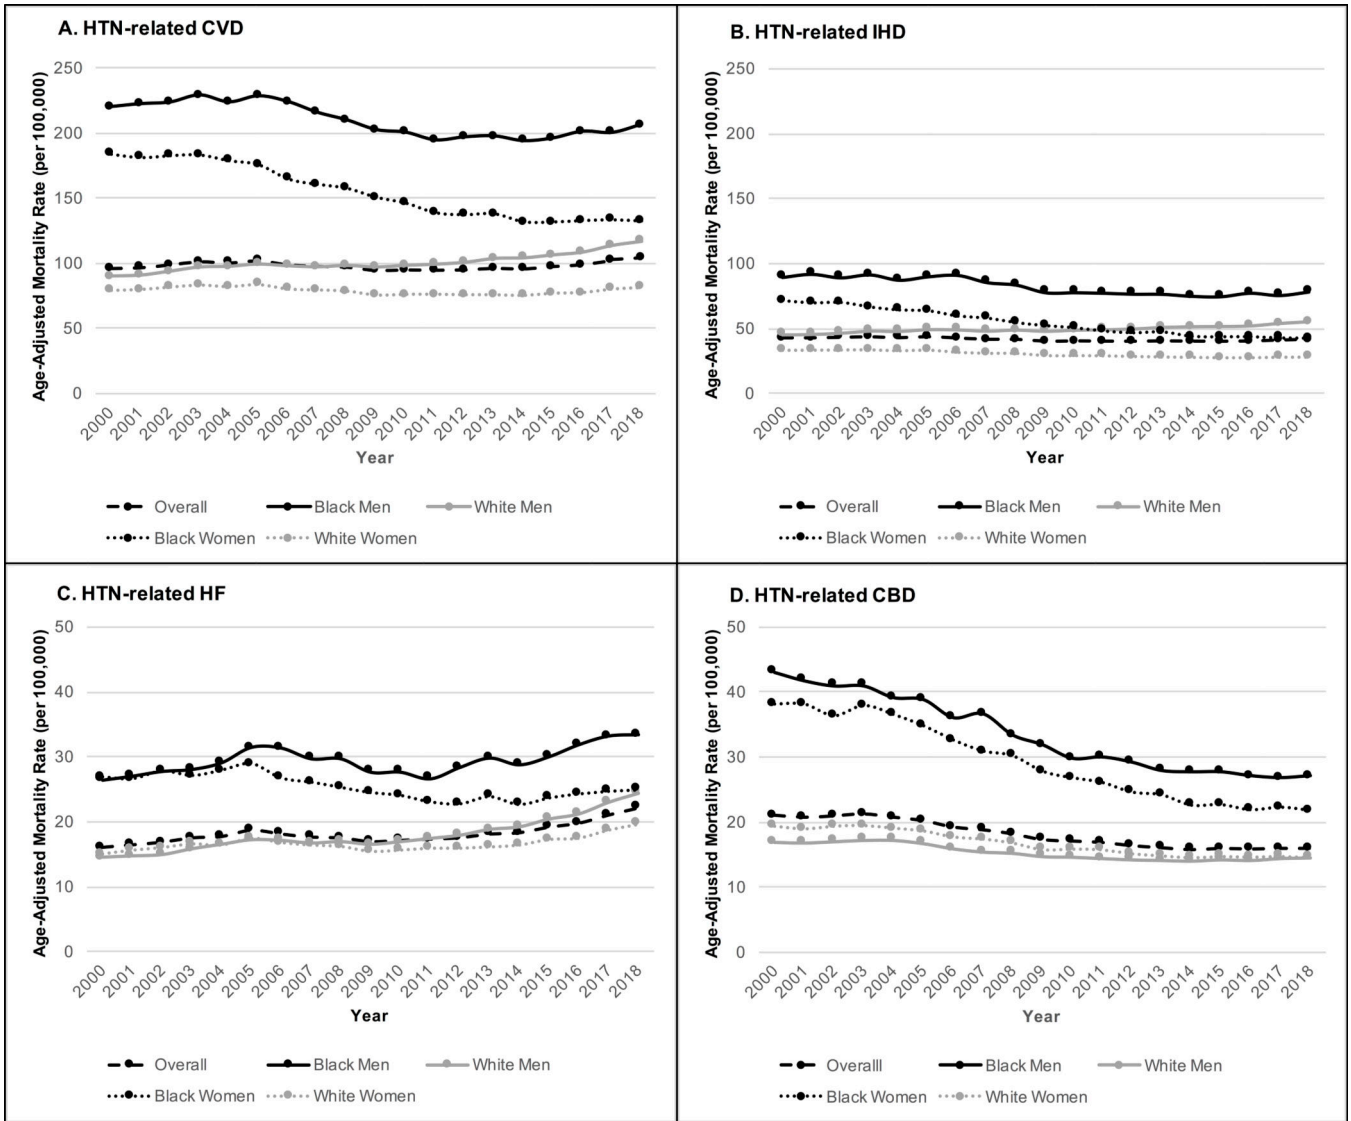 A. HTN-related CVD
Age-Adjusted Mortality Rate (per 100,000)
250
200
150
100
50
0
2000 2001 2002 2003 2004 2005 2006 2007 2008 2009 2010 2011 2012 2013 2014 2015 2016 2017 2018
Year
Overall Black Men White Men
Black Women White Women
B. HTN-related IHD
Age-Adjusted Mortality Rate (per 100,000)
250
200
150
100
50
0
2000 2001 2002 2003 2004 2005 2006 2007 2008 2009 2010 2011 2012 2013 2014 2015 2016 2017 2018
Year
Overall Black Men White Men
Black Women White Women
C. HTN-related HF
Age-Adjusted Mortality Rate (per 100,000)
50
40
30
20
10
0
2000 2001 2002 2003 2004 2005 2006 2007 2008 2009 2010 2011 2012 2013 2014 2015 2016 2017 2018
Year
Overall Black Men White Men
Black Women White Women
D. HTN-related CBD
Age-Adjusted Mortality Rate (per 100,000)
50
40
30
20
10
0
2000 2001 2002 2003 2004 2005 2006 2007 2008 2009 2010 2011 2012 2013 2014 2015 2016 2017 2018
Year
Overalll Black Men White Men
Black Women White Women